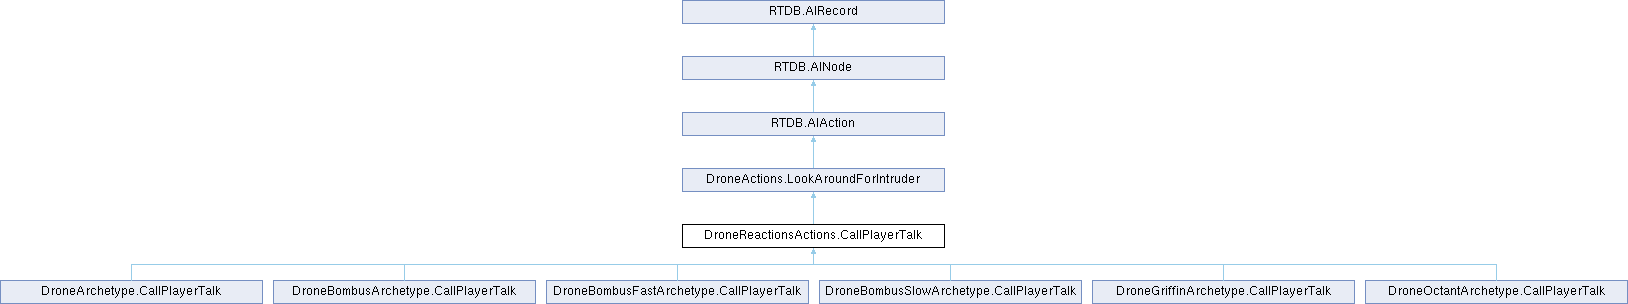 RTDB.AIRecord
RTDB.AINode
RTDB.AIAction
DroneActions.LookAroundForIntruder
DroneReactionsActions.CallPlayerTalk
DroneArchetype.CallPlayerTalk
DroneBombusArchetype.CallPlayerTalk
DroneBombusFastArchetype.CallPlayerTalk
DroneBombusSlowArchetype.CallPlayerTalk
DroneGriffinArchetype.CallPlayerTalk
DroneOctantArchetype.CallPlayerTalk